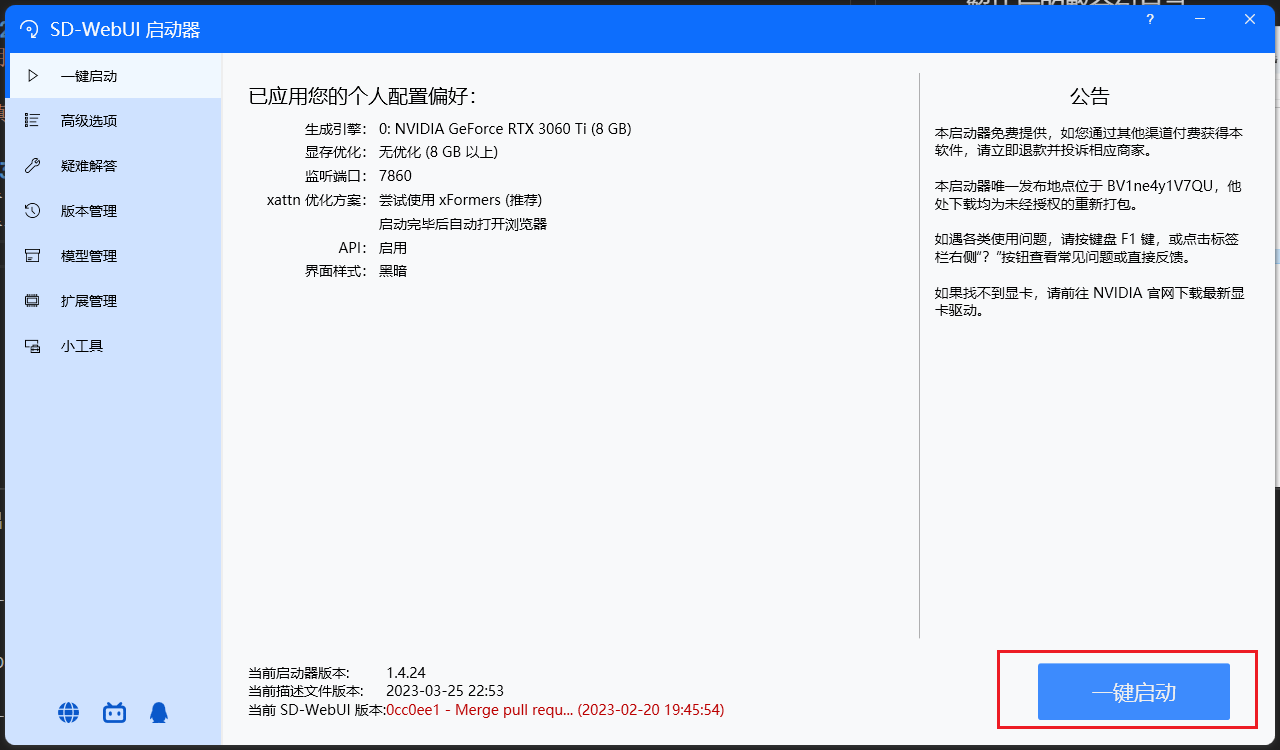 SD-WebUI 启动器
?
一键启动
高级选项
疑难解答
版本管理
模型管理
扩展管理
小工具
已应用您的个人配置偏好：
生成引擎： 0: NVIDIA GeForce RTX 3060 Ti (8 GB)
显存优化： 无优化 (8 GB 以上)
监听端口： 7860
xattn 优化方案： 尝试使用 xFormers (推荐)
启动完毕后自动打开浏览器
API： 启用
界面样式： 黑暗
公告
本启动器免费提供，如您通过其他渠道付费获得本
软件，请立即退款并投诉相应商家。
本启动器唯一发布地点位于 BV1ne4y1V7QU，他
处下载均为未经授权的重新打包。
如遇各类使用问题，请按键盘 F1 键，或点击标签
栏右侧“？”按钮查看常见问题或直接反馈。
如果找不到显卡，请前往 NVIDIA 官网下载最新显
卡驱动。
当前启动器版本: 1.4.24
当前描述文件版本: 2023-03-25 22:53
当前 SD-WebUI 版本:0cc0ee1 - Merge pull requ... (2023-02-20 19:45:54)
一键启动